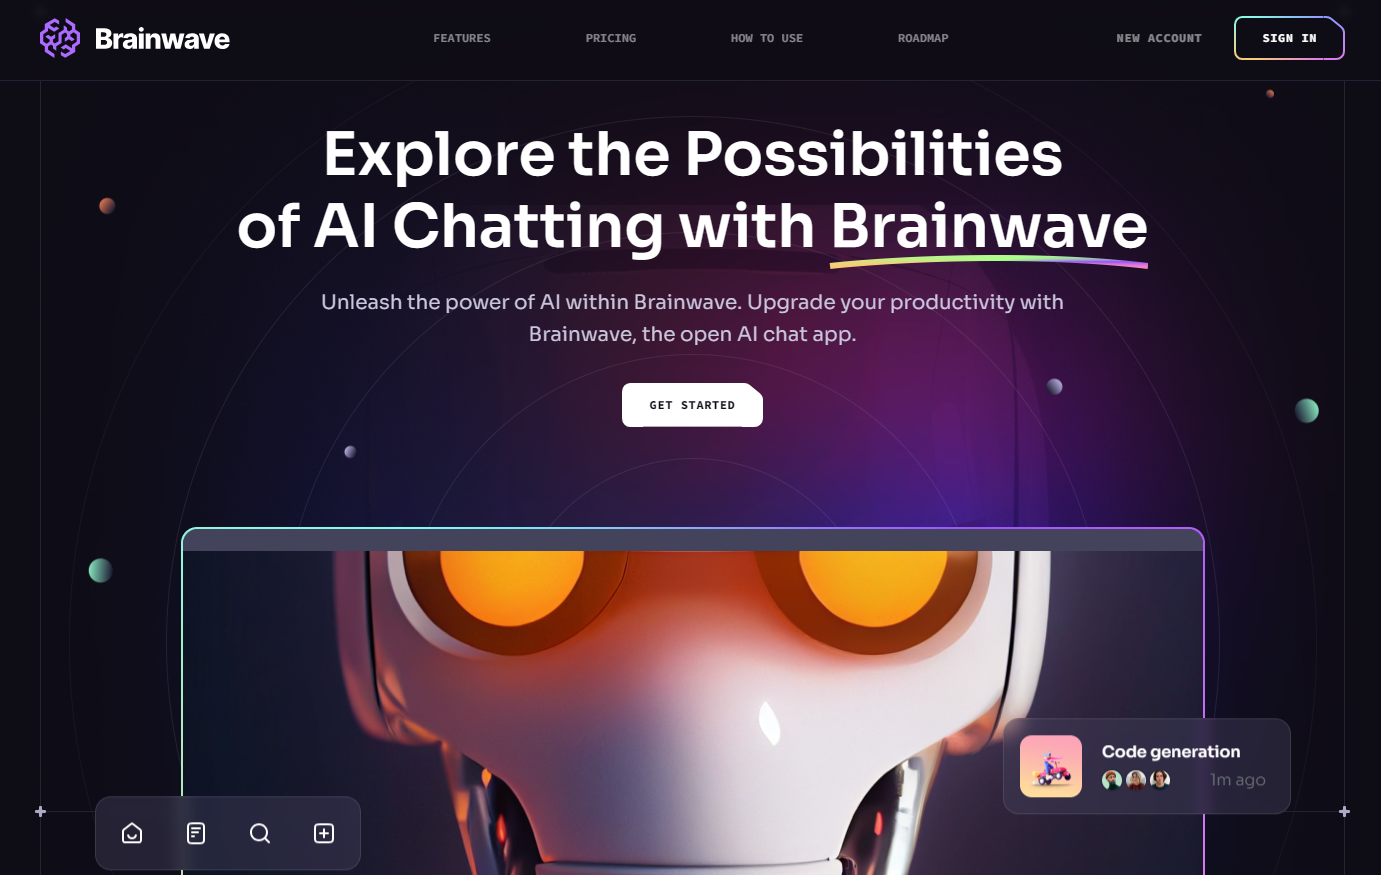 Brainwave
FEATURES
PRICING
HOW TO USE
ROADMAP
NEW ACCOUNT
SIGN IN
Explore the Possibilities
of AI Chatting with Brainwave
Unleash the power of AI within Brainwave. Upgrade your productivity with
Brainwave, the open AI chat app.
GET STARTED
Code generation
1m ago